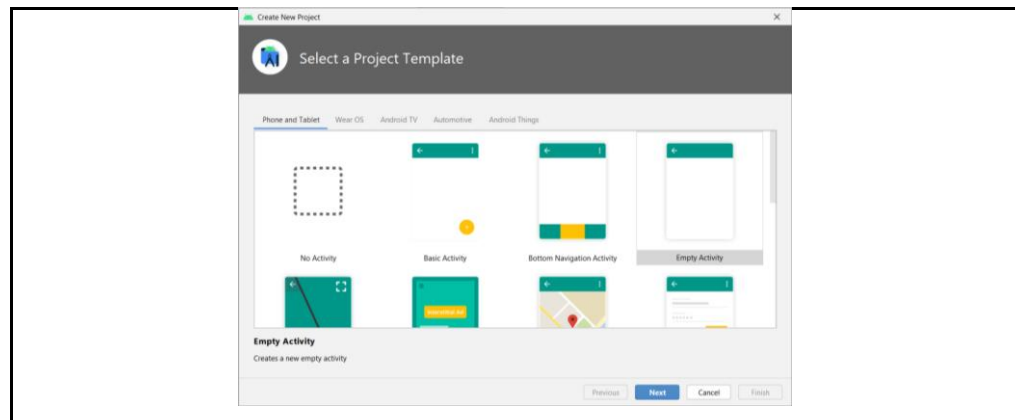 Create New Project
Select a Project Template
Phone and Tablet Wear OS Android TV Automotive Android Things
No Activity Basic Activity Bottom Navigation Activity Empty Activity
Empty Activity
Creates a new empty activity
Previous Next Cancel Finish